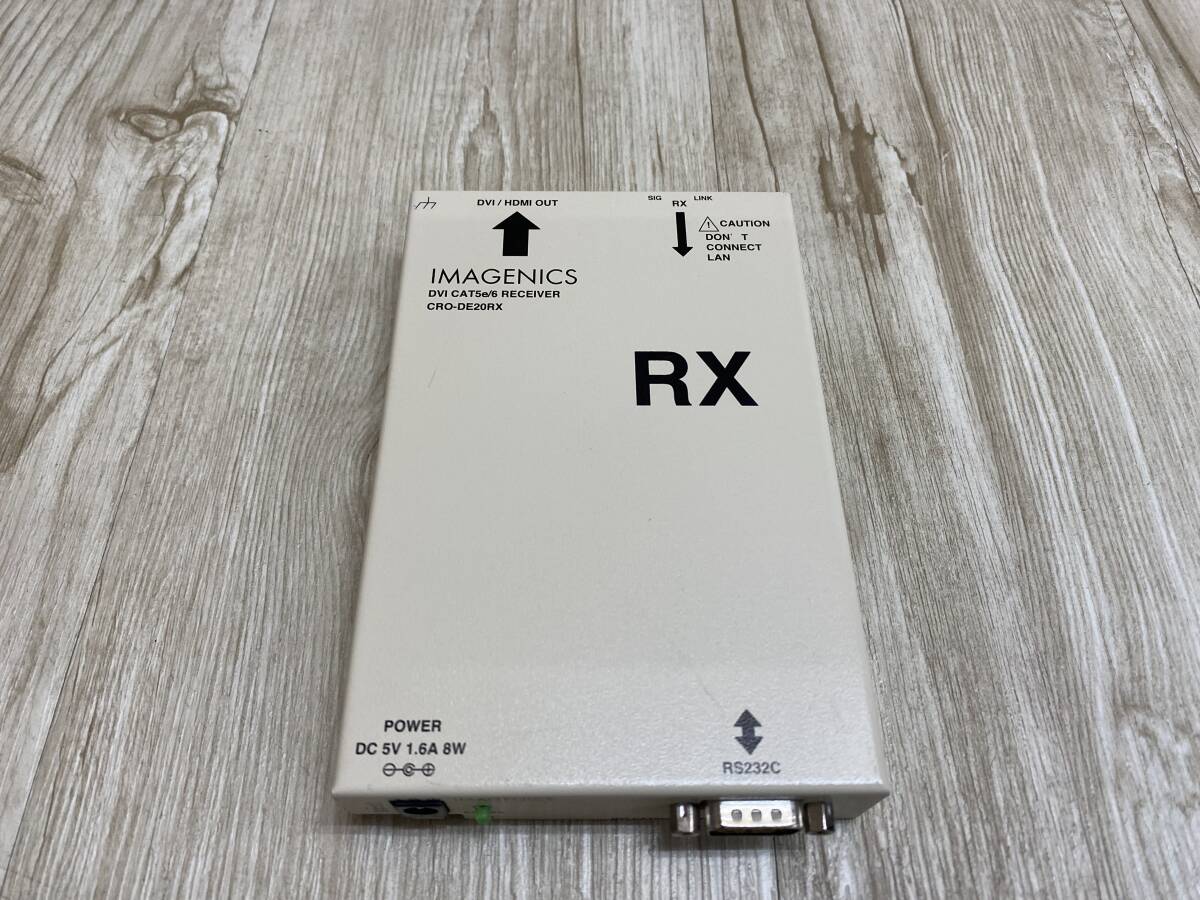 DVI / HDMI OUT
SIG RX LINK
CAUTION
DON'T
CONNECT
LAN
IMAGENICS
DVI CAT5e/6 RECEIVER
CRO-DE20RX
RX
POWER
DC 5V 1.6A 8W
RS232C